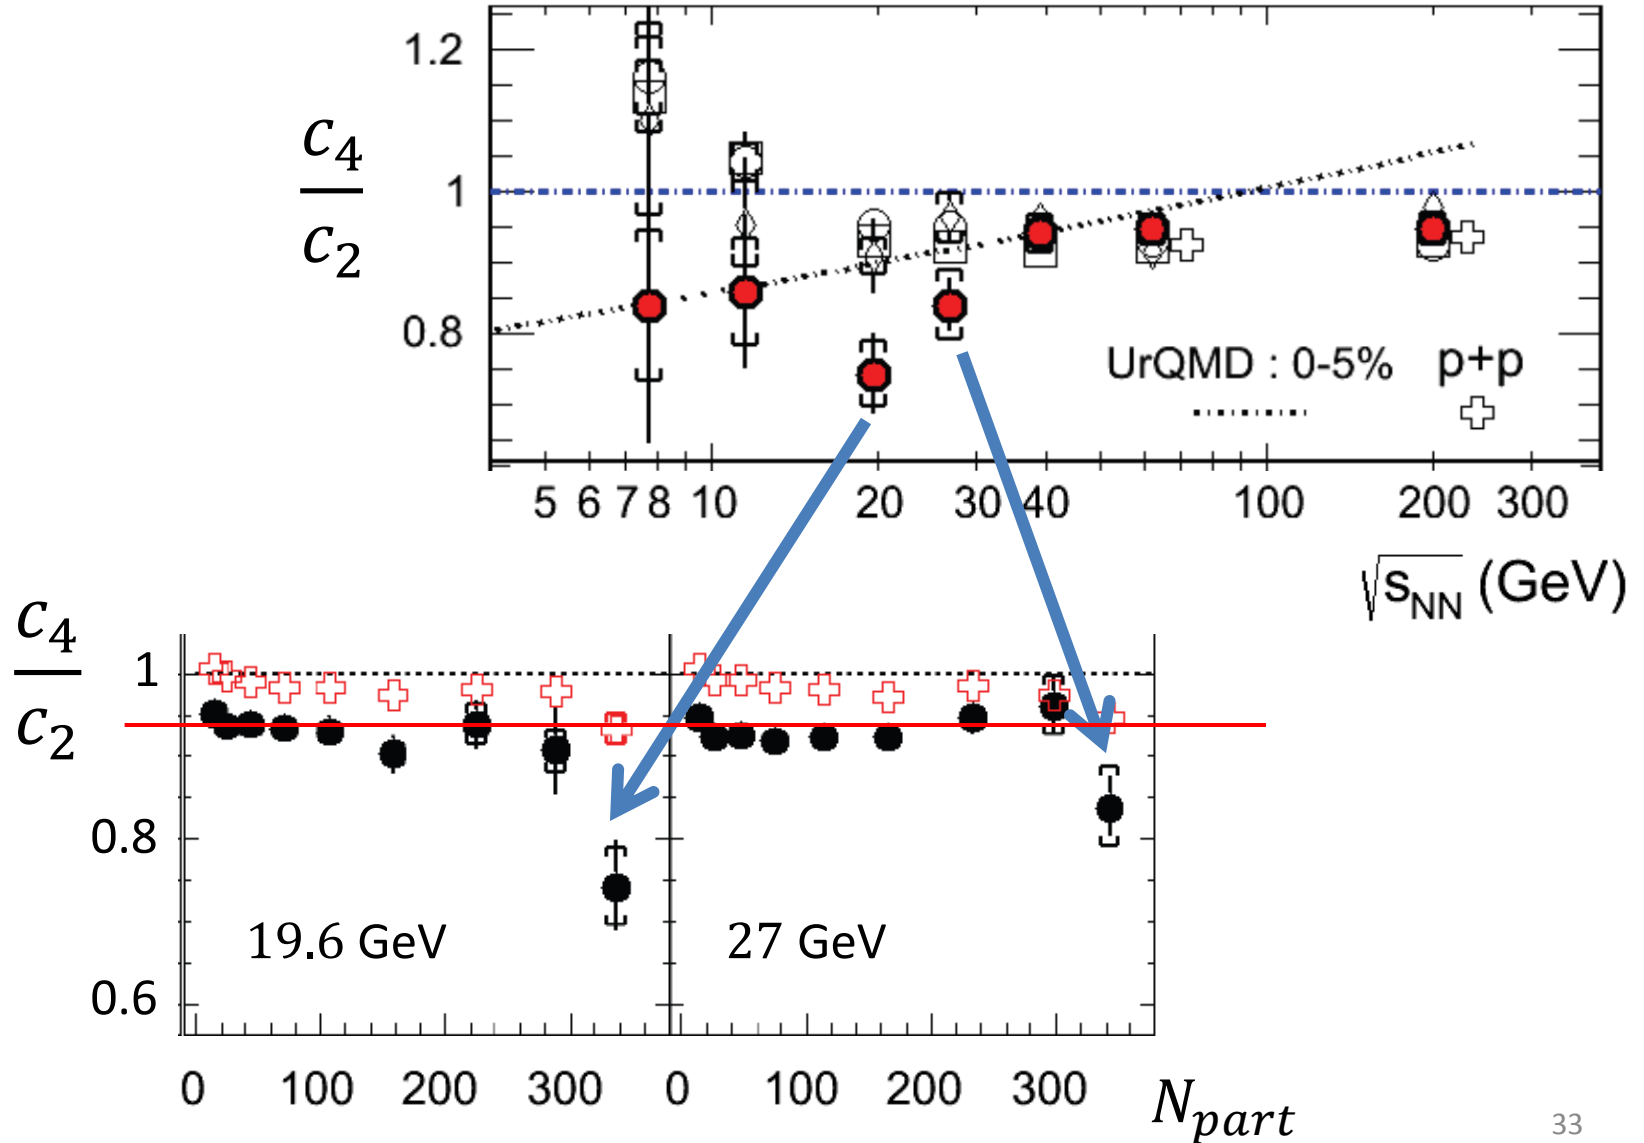 1.2
1
0.8
c₄
c₂
UrQMD : 0-5% p+p
5 6 7 8 10 20 30 40 100 200 300
√s_NN (GeV)
c₄
c₂
1
0.8
0.6
19.6 GeV
27 GeV
0 100 200 300 0 100 200 300
N_part
33